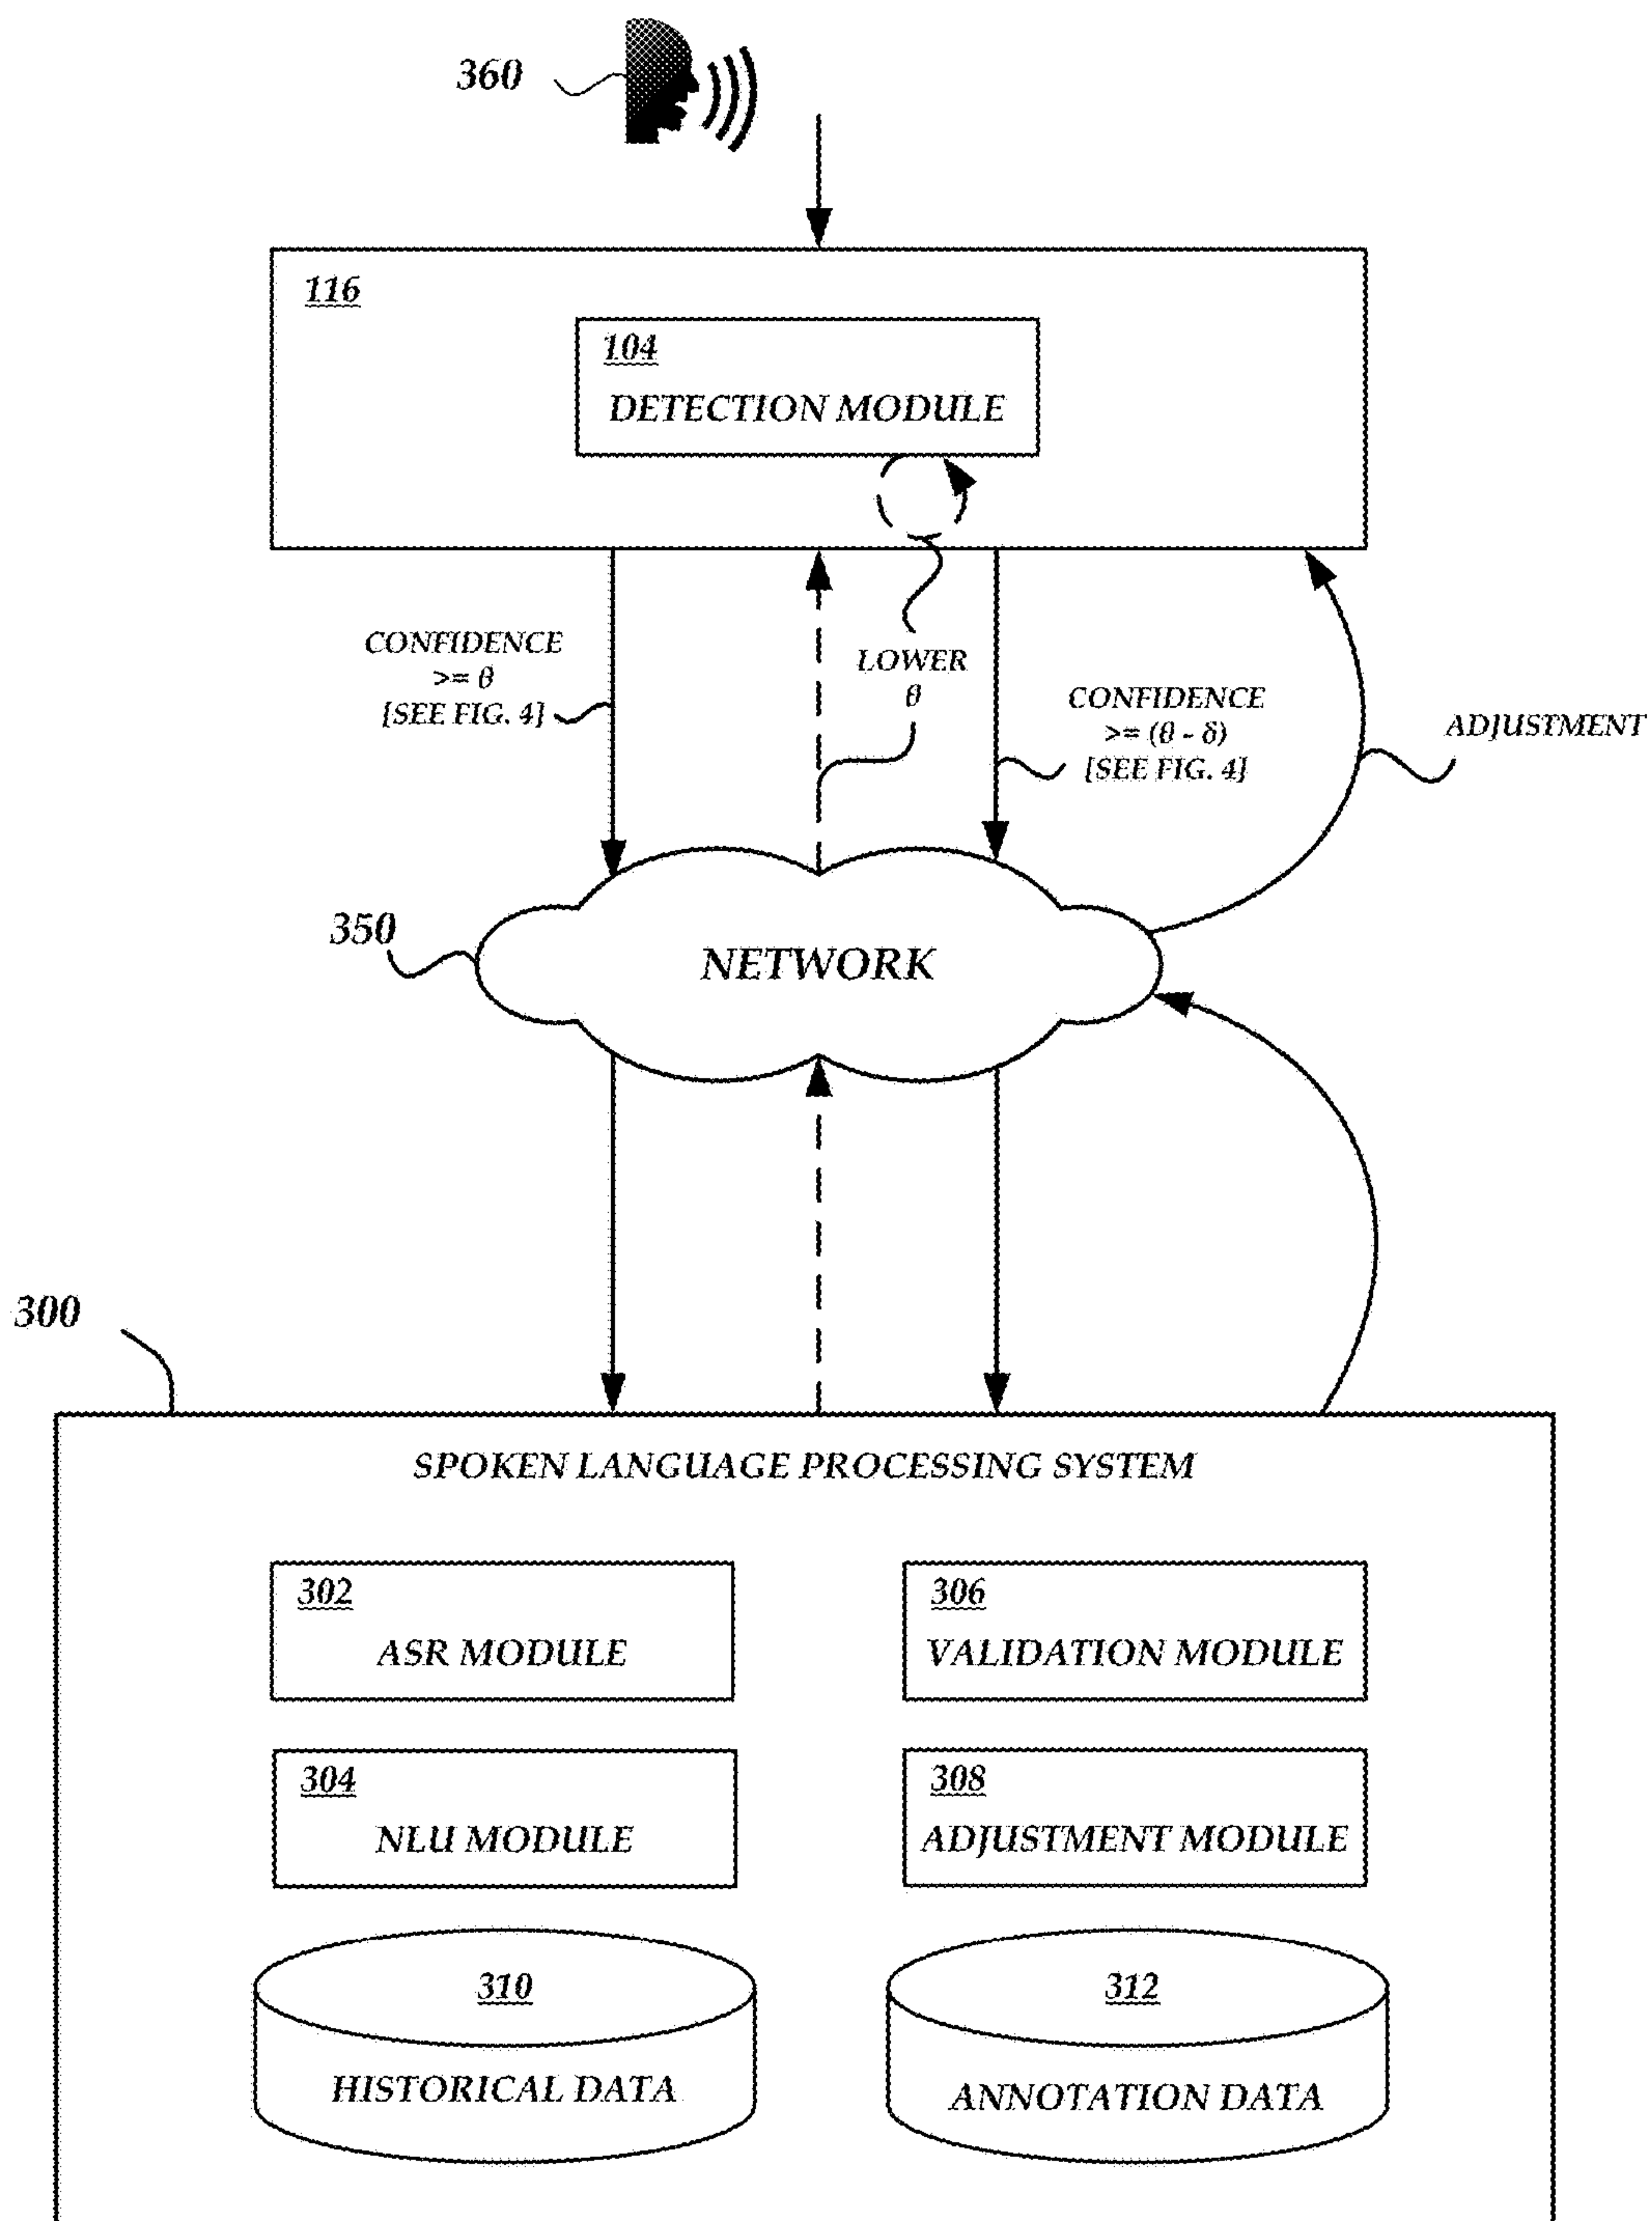 360
116
104
DETECTION MODULE
CONFIDENCE
>= θ
[SEE FIG. 4]
LOWER
θ
CONFIDENCE
>= (θ - δ)
[SEE FIG. 4]
ADJUSTMENT
350
NETWORK
300
SPOKEN LANGUAGE PROCESSING SYSTEM
302
ASR MODULE
306
VALIDATION MODULE
304
NLU MODULE
308
ADJUSTMENT MODULE
310
HISTORICAL DATA
312
ANNOTATION DATA